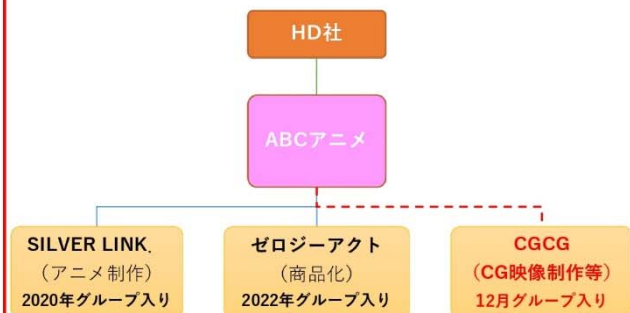 HD社
ABCアニメ
SILVER LINK.
（アニメ制作）
2020年グループ入り
ゼロジーアクト
（商品化）
2022年グループ入り
CGCG
（CG映像制作等）
12月グループ入り